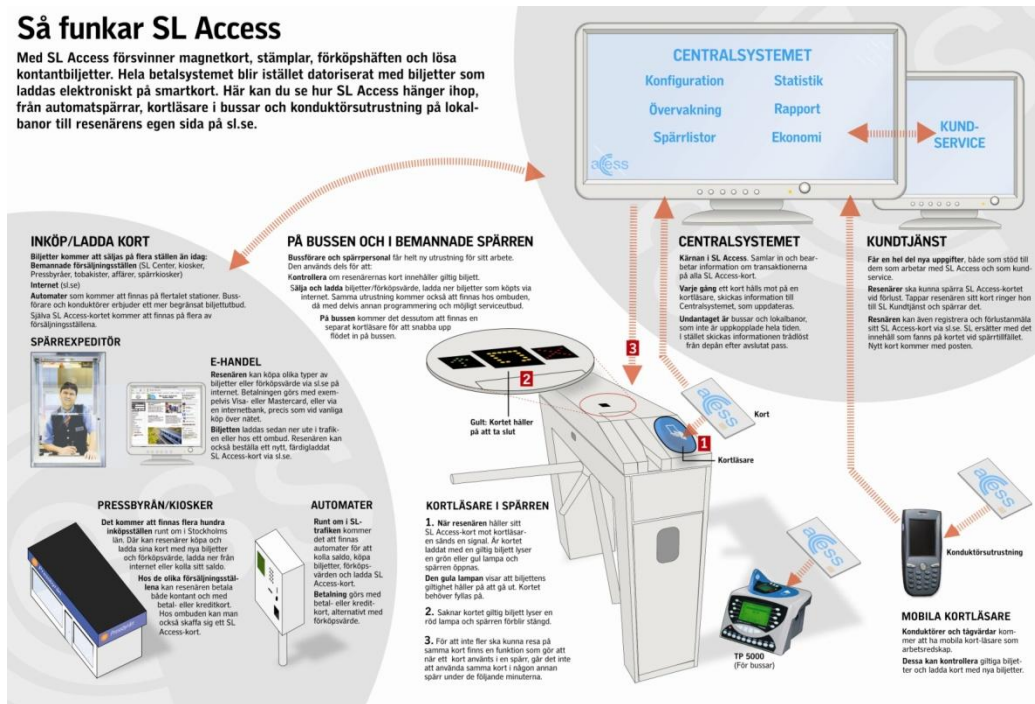 Så funkar SL Access
Med SL Access försvinner magnetkort, stämplar, förköpshäften och lösa
kontantbiljetter. Hela betalsystemet blir istället datoriserat med biljetter som
laddas elektroniskt på smartkort. Här kan du se hur SL Access hänger ihop,
från automatspärrar, kortläsare i bussar och konduktörsutrustning på lokal-
banor till resenärens egen sida på sl.se.
CENTRALSYSTEMET
Konfiguration Statistik
Övervakning Rapport
Spärrlistor Ekonomi
access
KUND-
SERVICE
INKÖP/LADDA KORT
Biljetter kommer att säljas på flera ställen än idag:
Bemannade försäljningsställen (SL Center, kiosker,
Pressbyråer, tobakister, affärer, spärrkiosker)
Internet (sl.se)
Automater som kommer att finnas på flertalet stationer. Buss-
förare och konduktörer erbjuder ett mer begränsat biljettutbud.
Själva SL Access-kortet kommer att finnas på flera av
försäljningsställena.
SPÄRREXPEDITÖR
E-HANDEL
Resenären kan köpa olika typer av
biljetter eller förköpsvärde via sl.se på
internet. Betalningen görs med exem-
pelvis Visa- eller Mastercard, eller via
en internetbank, precis som vid vanliga
köp över nätet.
Biljetten laddas sedan ner ute i trafik-
en eller hos ett ombud. Resenären kan
också beställa ett nytt, färdigladdat
SL Access-kort via sl.se.
PRESSBYRÅN/KIOSKER
Det kommer att finnas flera hundra
inköpsställen runt om i Stockholms
län. Där kan resenärer köpa och
ladda sina kort med nya biljetter
och förköpsvärde, ladda ner från
internet eller kolla sitt saldo.
Hos de olika försäljningsstäl-
lena kan resenären betala
både kontant och med
betal- eller kreditkort.
Hos ombuden kan man
också skaffa sig ett SL
Access-kort.
AUTOMATER
Runt om i SL-
trafiken kommer
det att finnas
automater för att
kolla saldo, köpa
biljetter, förköps-
värden och ladda SL
Access-kort.
Betalning görs med
betal- eller kredit-
kort, alternativt med
förköpsvärde.
PÅ BUSSEN OCH I BEMANNADE SPÄRREN
Bussförare och spärrpersonal får helt ny utrustning för sitt arbete.
Den används dels för att:
Kontrollera om resenärernas kort innehåller giltig biljett.
Sälja och ladda biljetter/förköpsvärde, ladda ner biljetter som köpts via
internet. Samma utrustning kommer också att finnas hos ombuden,
då med delvis annan programmering och möjligt serviceutbud.
På bussen kommer det dessutom att finnas en
separat kortläsare för att snabba upp
flödet in på bussen.
2
Gult: Kortet håller
på att ta slut
3
1
Kort
Kortläsare
KORTLÄSARE I SPÄRREN
1. När resenären håller sitt
SL Access-kort mot kortläsar-
en sänds en signal. Är kortet
laddat med en giltig biljett lyser
en grön eller gul lampa och
spärren öppnas.
Den gula lampan visar att biljettens
giltighet håller på att gå ut. Kortet
behöver fyllas på.
2. Saknar kortet giltig biljett lyser en
röd lampa och spärren förblir stängd.
3. För att inte fler ska kunna resa på
samma kort finns en funktion som gör att
när ett kort använts i en spärr, går det inte
att använda samma kort i någon annan
spärr under de följande minuterna.
CENTRALSYSTEMET
Kärnan i SL Access. Samlar in och bear-
betar information om transaktionerna
på alla SL Access-kort.
Varje gång ett kort hålls mot en
kortläsare, skickas information till
Centralsystemet, som uppdateras.
Undantaget är bussar och lokalbanor,
som inte är uppkopplade hela tiden.
I stället skickas informationen trådlöst
från depån efter avslutat pass.
KUNDTJÄNST
Får en hel del nya uppgifter, både som stöd till
dem som arbetar med SL Access och som kund-
service.
Resenärer ska kunna spärra SL Access-kortet
vid förlust. Tappar resenären sitt kort ringer hon
till SL Kundtjänst och spärrar det.
Resnären kan även registrera och förlustanmäla
sitt SL Access-kort via sl.se. SL ersätter med det
innehåll som fanns på kortet vid spärrtillfället.
Nytt kort kommer med posten.
access
access
access
TP 5000
(För bussar)
Konduktörsutrustning
MOBILA KORTLÄSARE
Konduktörer och tågvärdar kom-
mer att ha mobila kort-läsare som
arbetsredskap.
Dessa kan kontrollera giltiga biljet-
ter och ladda kort med nya biljetter.